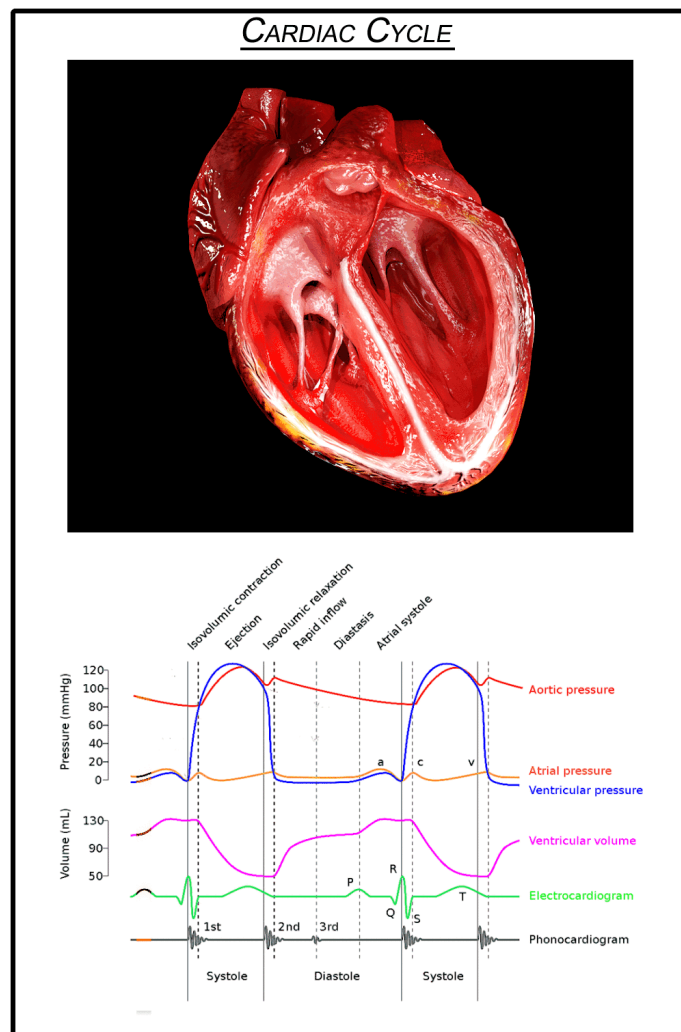 CARDIAC CYCLE
Isovolumic contraction
Ejection
Isovolumic relaxation
Rapid inflow
Diastasis
Atrial systole
Pressure (mmHg)
120
100
80
60
40
20
0
a
c
v
Aortic pressure
Atrial pressure
Ventricular pressure
Volume (mL)
130
90
50
Ventricular volume
R
P
T
Q
S
Electrocardiogram
1st
2nd
3rd
Phonocardiogram
Systole
Diastole
Systole